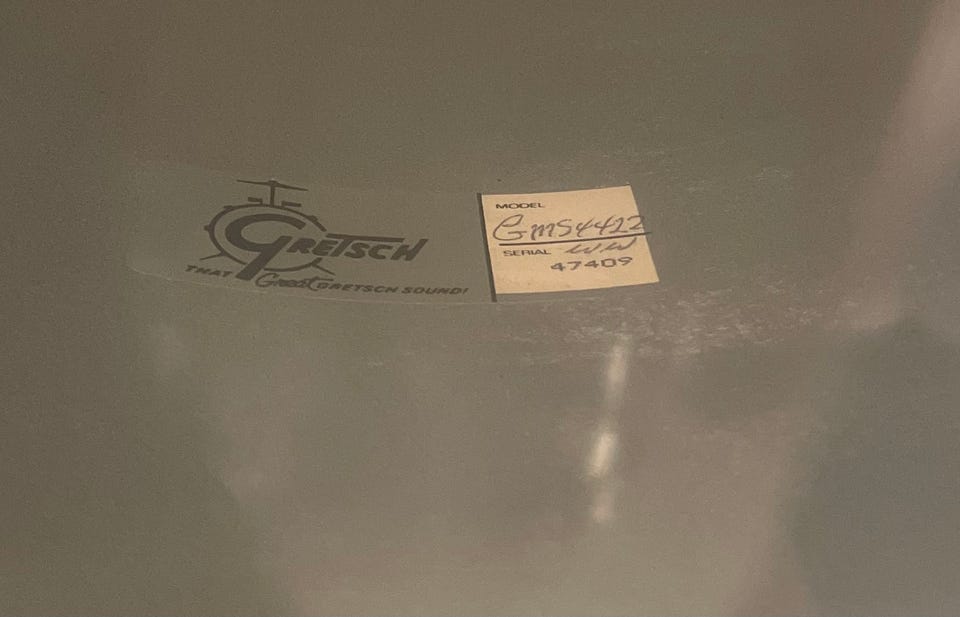 GRETSCH
THAT Great GRETSCH SOUND!
MODEL
GMS4422
SERIAL WW
47409